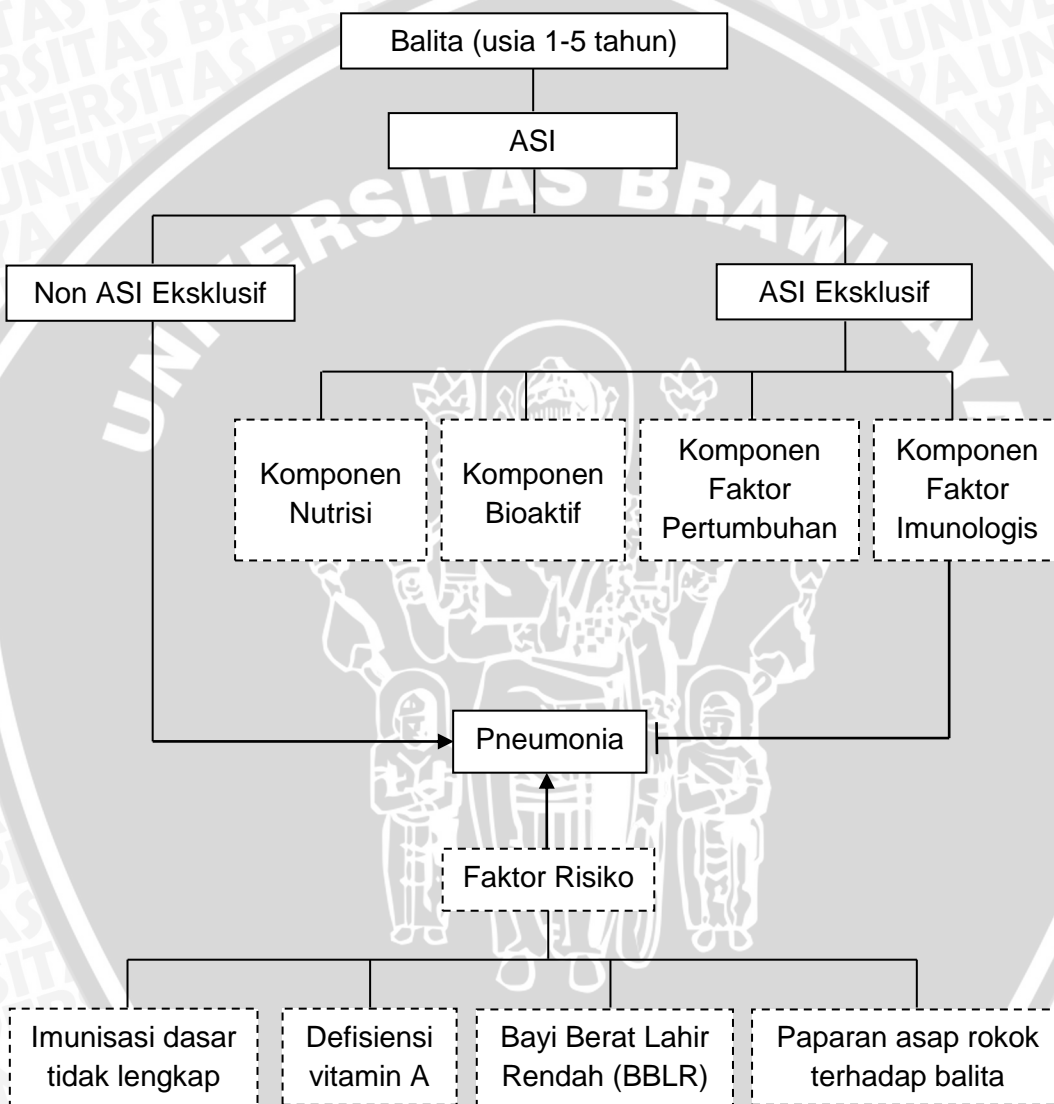 Balita (usia 1-5 tahun)
ASI
UNIVERSITAS BRAWIJAYA
Non ASI Eksklusif
ASI Eksklusif
Komponen
Nutrisi
Komponen
Bioaktif
Komponen
Faktor
Pertumbuhan
Komponen
Faktor
Imunologis
Pneumonia
Faktor Risiko
Imunisasi dasar
tidak lengkap
Defisiensi
vitamin A
Bayi Berat Lahir
Rendah (BBLR)
Paparan asap rokok
terhadap balita